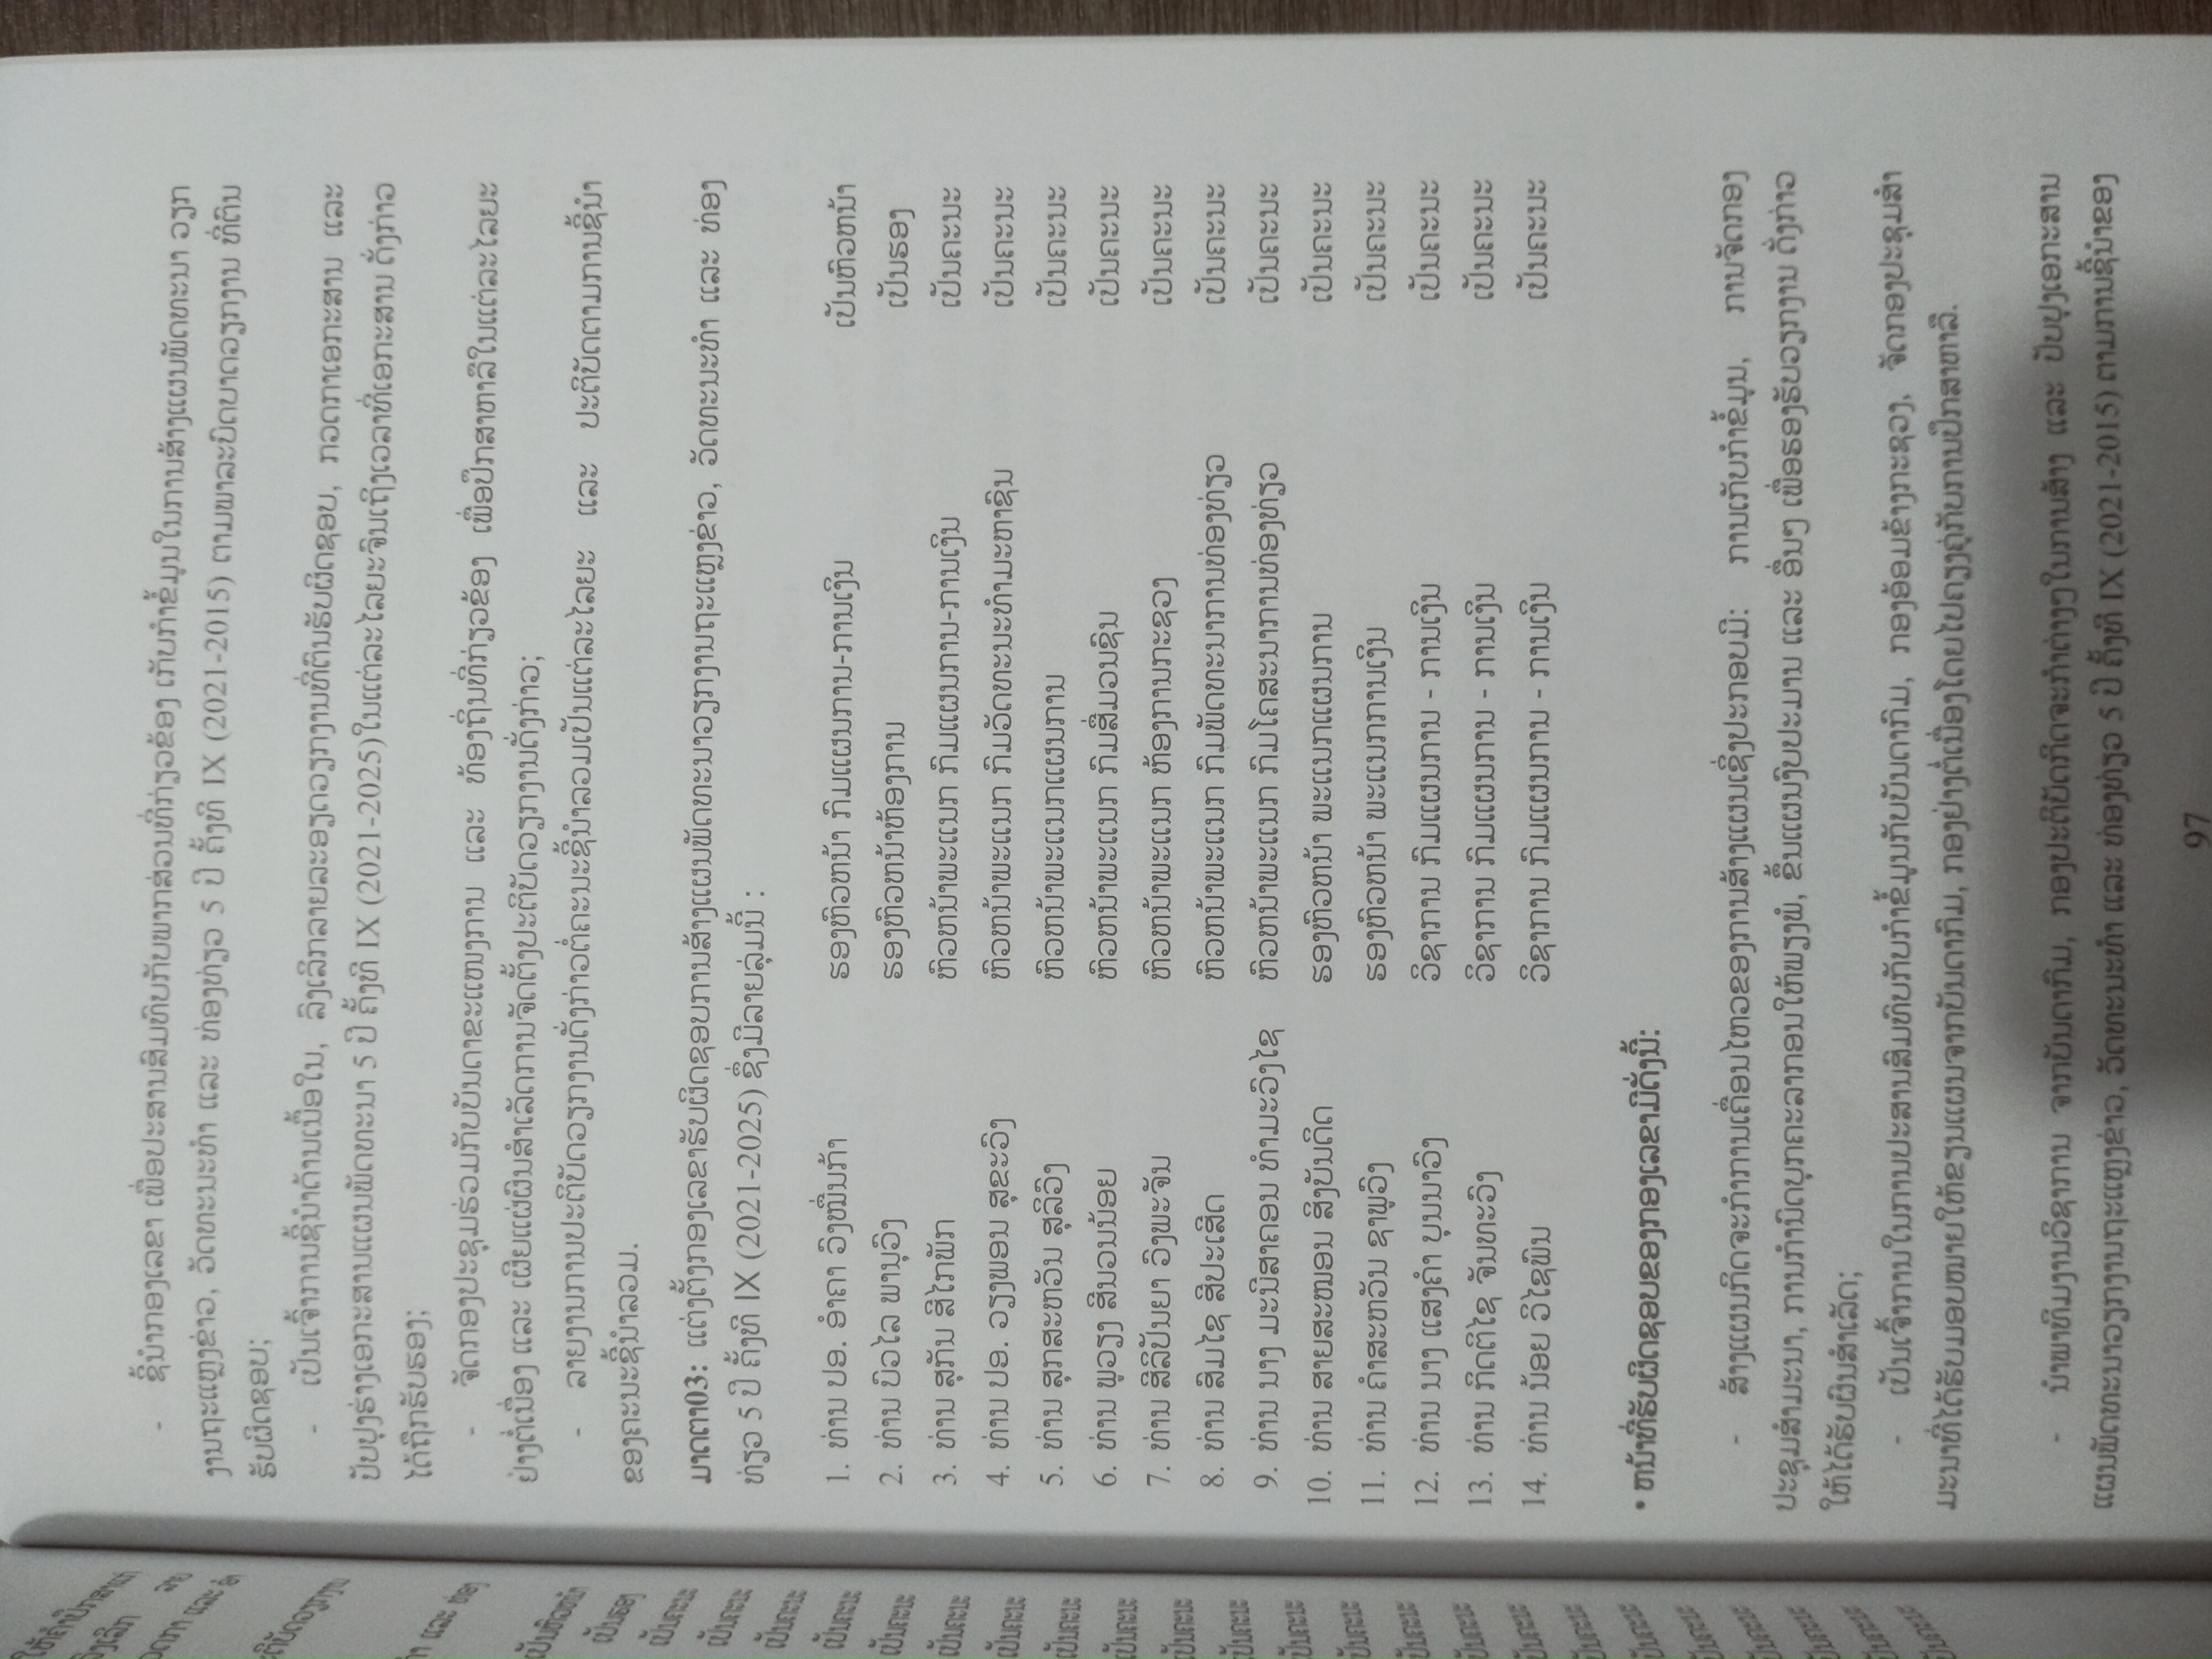 - ຊີ້ນຳກອງເລຂາ ເພື່ອປະສານສົມທົບກັບພາກສ່ວນທີ່ກ່ຽວຂ້ອງ ເກັບກຳຂໍ້ມູນໃນການສ້າງແຜນພັດທະນາ ວຽກ
ງານຖະແຫຼງຂ່າວ, ວັດທະນະທຳ ແລະ ທ່ອງທ່ຽວ 5 ປີ ຄັ້ງທີ IX (2021-2015) ຕາມພາລະບົດບາດວຽກງານ ທີ່ຕົນ
ຮັບຜິດຊອບ;
- ເປັນເຈົ້າການຊີ້ນຳດ້ານເນື້ອໃນ, ລົງເລິກລາຍລະອຽດວຽກງານທີ່ຕົນຮັບຜິດຊອບ, ກວດກາເອກະສານ ແລະ
ປັບປຸງຮ່າງເອກະສານແຜນພັດທະນາ 5 ປີ ຄັ້ງທີ IX (2021-2025)ໃນແຕ່ລະໄລຍະຈົນເຖິງເວລາທີ່ເອກະສານ ດັ່ງກ່າວ
ໄດ້ຖືກຮັບຮອງ;
- ຈັດກອງປະຊຸມຮ່ວມກັບບັນດາຂະແໜງການ ແລະ ທ້ອງຖິ່ນທີ່ກ່ຽວຂ້ອງ ເພື່ອປຶກສາຫາລືໃນແຕ່ລະໄລຍະ
ຢ່າງຕໍ່ເນື່ອງ ແລະ ເຜີຍແຜ່ຜົນສຳເລັດການຈັດຕັ້ງປະຕິບັດວຽກງານດັ່ງກ່າວ;
- ລາຍງານການປະຕິບັດວຽກງານດັ່ງກ່າວຕໍ່ຄະນະຊີ້ນຳລວມເປັນແຕ່ລະໄລຍະ ແລະ ປະຕິບັດຕາມການຊີ້ນຳ
ຂອງຄະນະຊີ້ນຳລວມ.
ມາດຕາ03: ແຕ່ງຕັ້ງກອງເລຂາຮັບຜິດຊອບການສ້າງແຜນພັດທະນາວຽກງານຖະແຫຼງຂ່າວ, ວັດທະນະທຳ ແລະ ທ່ອງ
ທ່ຽວ 5 ປີ ຄັ້ງທີ IX (2021-2025) ຊຶ່ງມີລາຍລຸ່ມນີ້ :
1. ທ່ານ ປອ. ອຳຄາ ວົງໝື່ນກ້າ ຮອງຫົວຫນ້າ ກົມແຜນການ-ການເງິນ ເປັນຫົວຫນ້າ
2. ທ່ານ ບົວໄລ ພານຸວົງ ຮອງຫົວຫນ້າຫ້ອງການ ເປັນຮອງ
3. ທ່ານ ສຸກັນ ສີໄກພັກ ຫົວຫນ້າພະແນກ ກົມແຜນການ-ການເງິນ ເປັນຄະນະ
4. ທ່ານ ປອ. ວຽງພອນ ສຸຂະວົງ ຫົວຫນ້າພະແນກ ກົມວັດທະນະທຳມະຫາຊົນ ເປັນຄະນະ
5. ທ່ານ ສຸກສະຫວັນ ສຸລິວົງ ຫົວຫນ້າພະແນກແຜນການ ເປັນຄະນະ
6. ທ່ານ ພູວຽງ ສີນວນນ້ອຍ ຫົວຫນ້າພະແນກ ກົມສື່ມວນຊົນ ເປັນຄະນະ
7. ທ່ານ ສິລິປັນຍາ ວົງພະຈັນ ຫົວຫນ້າພະແນກ ຫ້ອງການກະຊວງ ເປັນຄະນະ
8. ທ່ານ ສົມໄຊ ສີປະເສີດ ຫົວຫນ້າພະແນກ ກົມພັດທະນາການທ່ອງທ່ຽວ ເປັນຄະນະ
9. ທ່ານ ນາງ ມະນີສາຄອນ ທຳມະວົງໄຊ ຫົວຫນ້າພະແນກ ກົມໂຄສະນາການທ່ອງທ່ຽວ ເປັນຄະນະ
10. ທ່ານ ສາຍສະໝອນ ສີງບັນດິດ ຮອງຫົວຫນ້າ ພະແນກແຜນການ ເປັນຄະນະ
11. ທ່ານ ຄຳສະຫວັນ ຊາພູວົງ ຮອງຫົວຫນ້າ ພະແນກການເງິນ ເປັນຄະນະ
12. ທ່ານ ນາງ ແສງຄຳ ບຸນນາວົງ ວິຊາການ ກົມແຜນການ - ການເງິນ ເປັນຄະນະ
13. ທ່ານ ກິດຕິໄຊ ຈັນທະວົງ ວິຊາການ ກົມແຜນການ - ການເງິນ ເປັນຄະນະ
14. ທ່ານ ນ້ອຍ ວິໄຊພົນ ວິຊາການ ກົມແຜນການ - ການເງິນ ເປັນຄະນະ
• ຫນ້າທີ່ຮັບຜິດຊອບຂອງກອງເລຂາມີດັ່ງນີ້:
- ສ້າງແຜນກິດຈະກຳການເຄື່ອນໄຫວຂອງການສ້າງແຜນເຊິ່ງປະກອບມີ: ການເກັບກຳຂໍ້ມູນ, ການຈັດກອງ
ປະຊຸມສຳມະນາ, ການກຳນົດບຸກຄະລາກອນໃຫ້ພຽງພໍ, ຂຶ້ນແຜນງົບປະມານ ແລະ ອື່ນໆ ເພື່ອຮອງຮັບວຽກງານ ດັ່ງກ່າວ
ໃຫ້ໄດ້ຮັບຜົນສຳເລັດ;
- ເປັນເຈົ້າການໃນການປະສານສົມທົບກັບກຳຂໍ້ມູນກັບບັນດາກົມ, ກອງອ້ອມຂ້າງກະຊວງ, ຈັດກອງປະຊຸມສຳ
ມະນາທີ່ໄດ້ຮັບມອບໝາຍໃຫ້ຂຽນແຜນຈາກບັນດາກົມ, ກອງຢ່າງຕໍ່ເນື່ອງໂດຍໄປຄຽງຄູ່ກັບການປຶກສາຫາລື.
- ນຳພາທີມງານວິຊາການ ຈາກບັນດາກົມ, ກອງປະຕິບັດກິດຈະກຳຕ່າງໆໃນການສ້າງ ແລະ ປັບປຸງເອກະສານ
ແຜນພັດທະນາວຽກງານຖະແຫຼງຂ່າວ, ວັດທະນະທຳ ແລະ ທ່ອງທ່ຽວ 5 ປີ ຄັ້ງທີ IX (2021-2015) ຕາມການຊີ້ນຳຂອງ
97